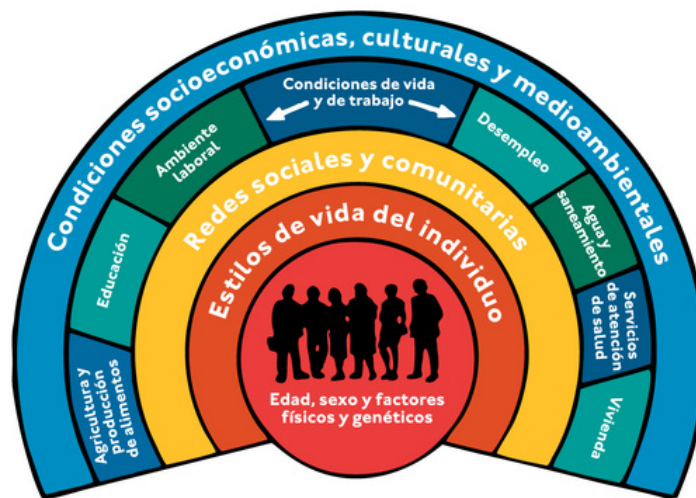 Condiciones socioeconómicas, culturales y medioambientales
Condiciones de vida
y de trabajo
Agricultura y
producción
de alimentos
Educación
Ambiente
laboral
Desempleo
Agua y
saneamiento
Servicios
de atención
de salud
Vivienda
Redes sociales y comunitarias
Estilos de vida del individuo
Edad, sexo y factores
físicos y genéticos